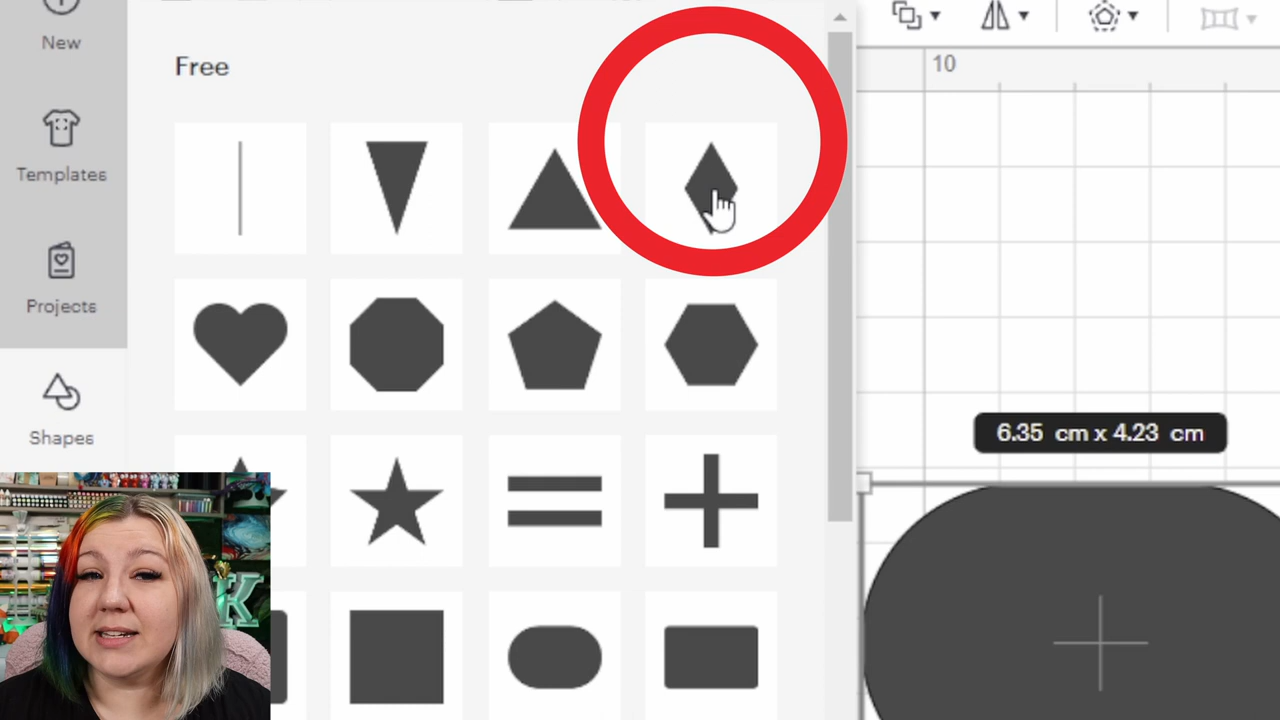 New
Templates
Projects
Shapes
Free
10
6.35 cm x 4.23 cm
K